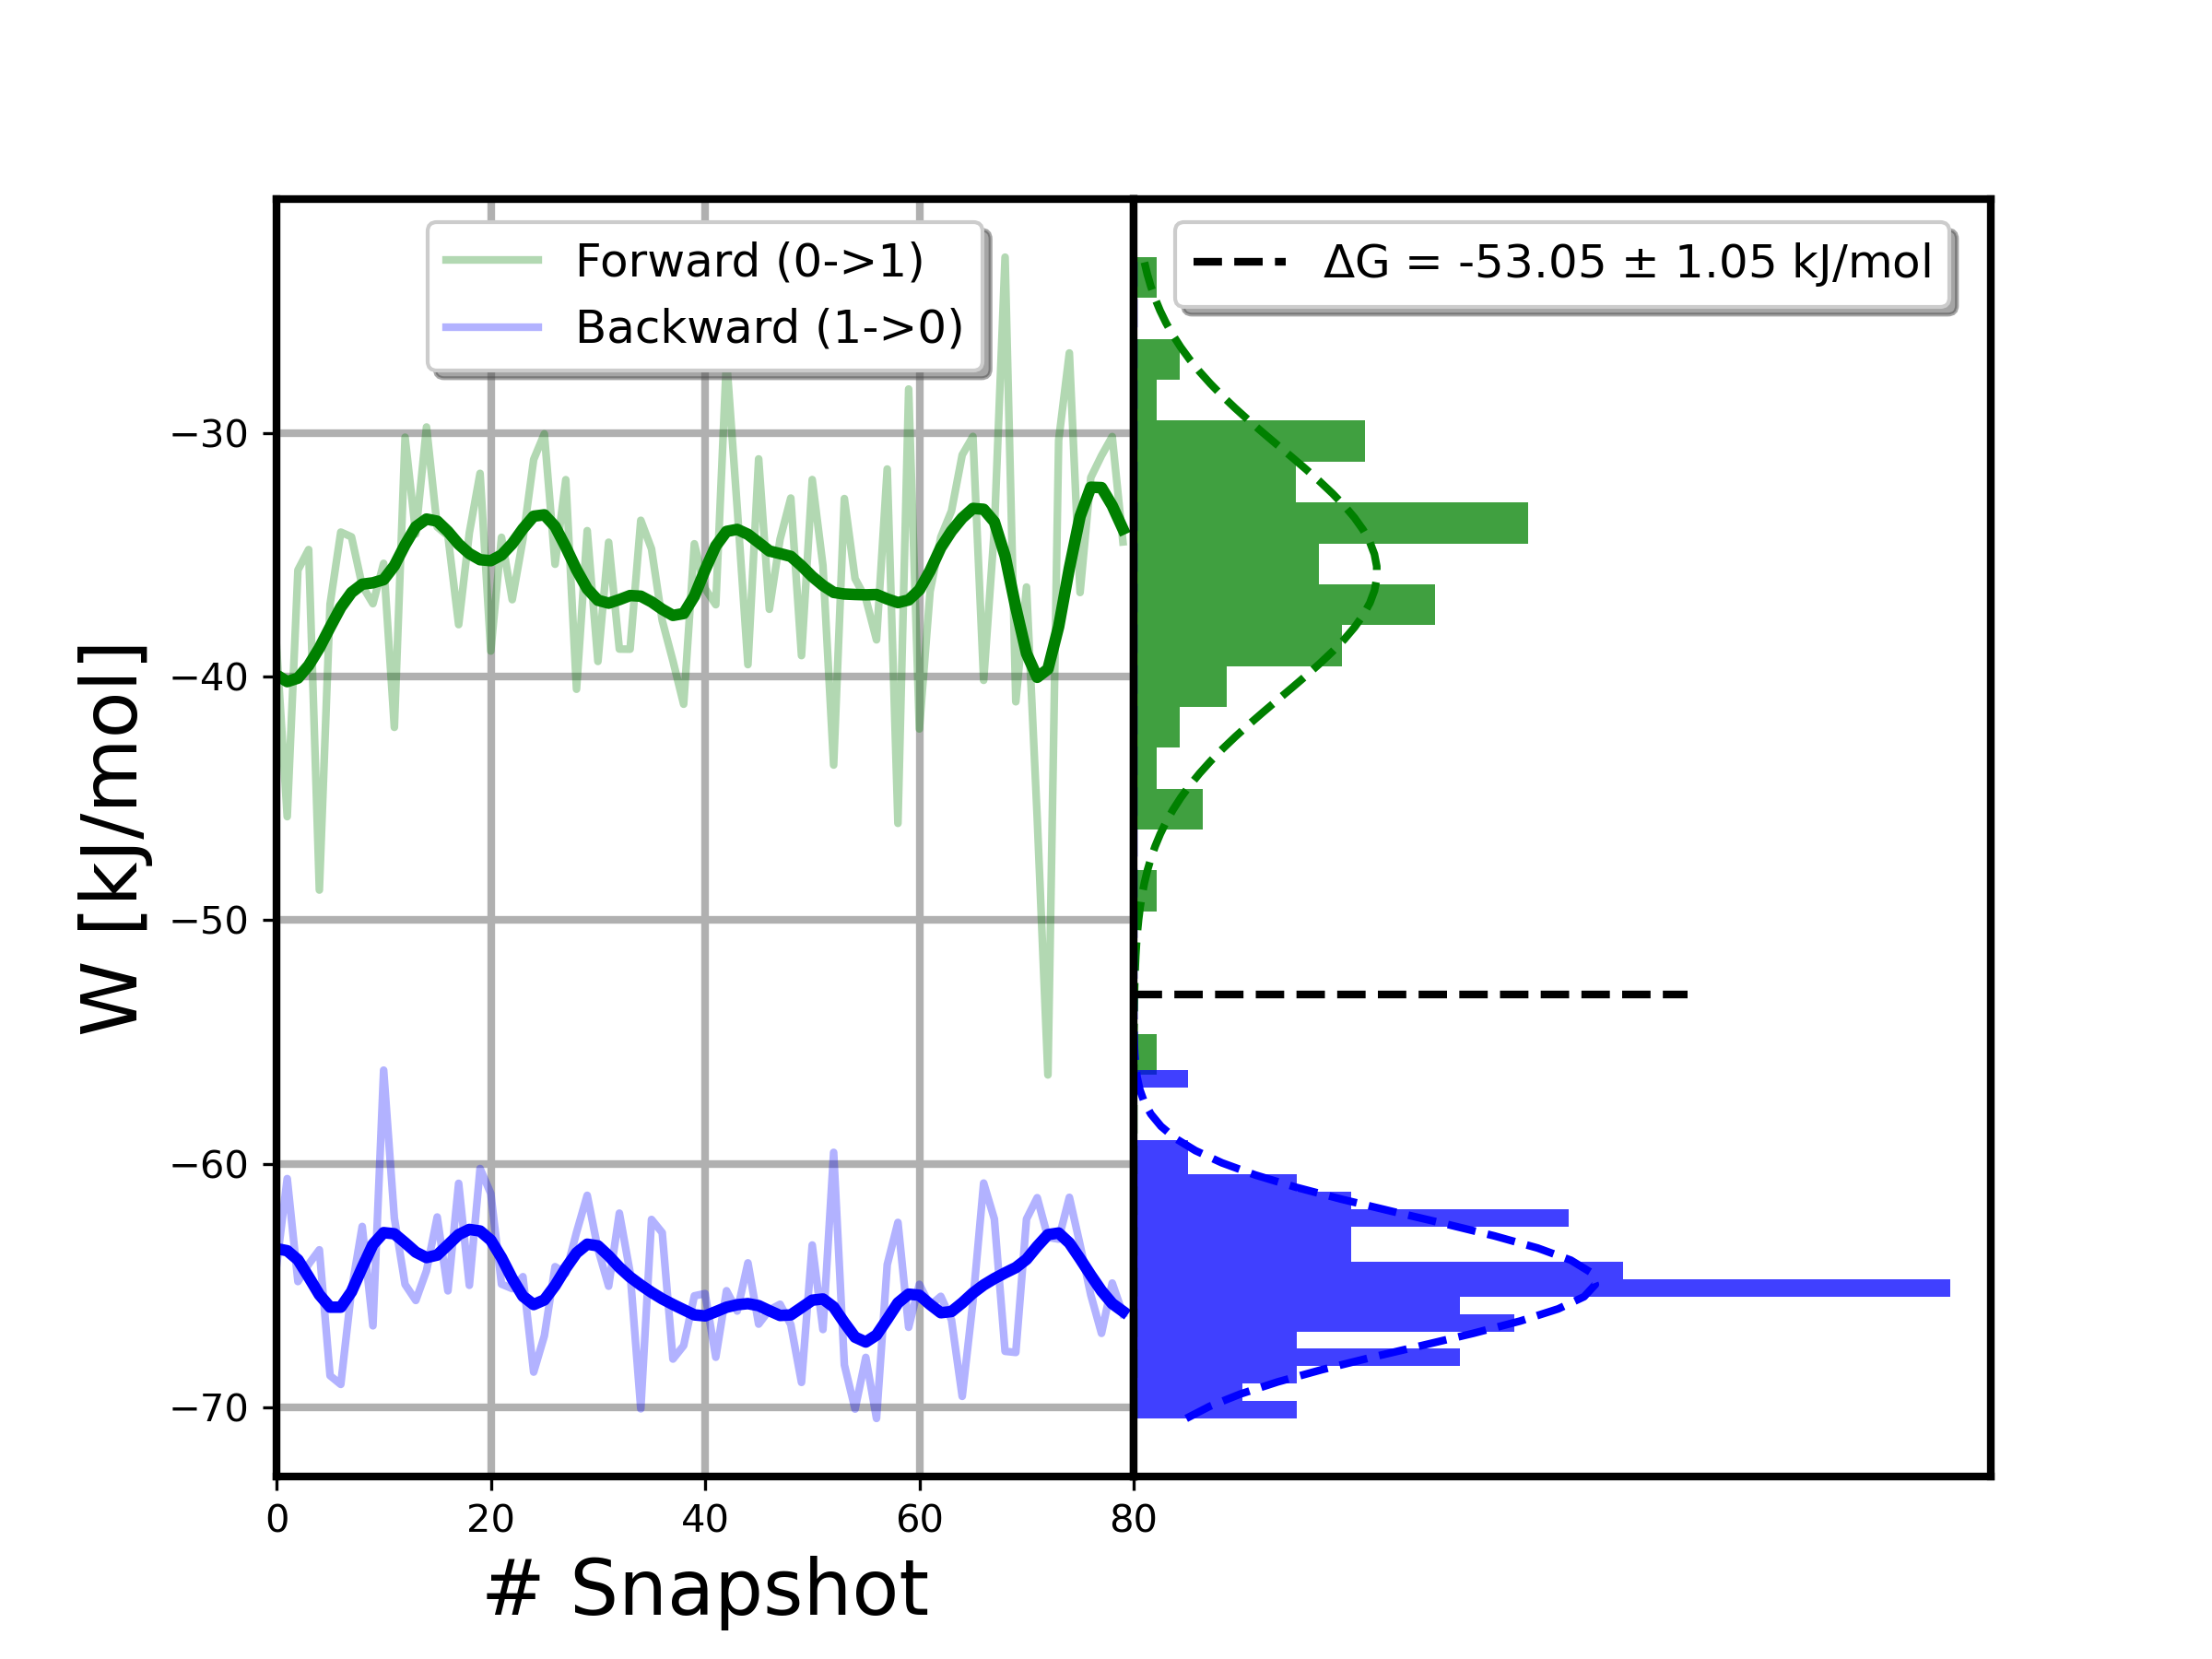 Forward (0->1)
Backward (1->0)
ΔG = -53.05 ± 1.05 kJ/mol
W [kJ/mol]
−30
−40
−50
−60
−70
0 20 40 60 80
# Snapshot